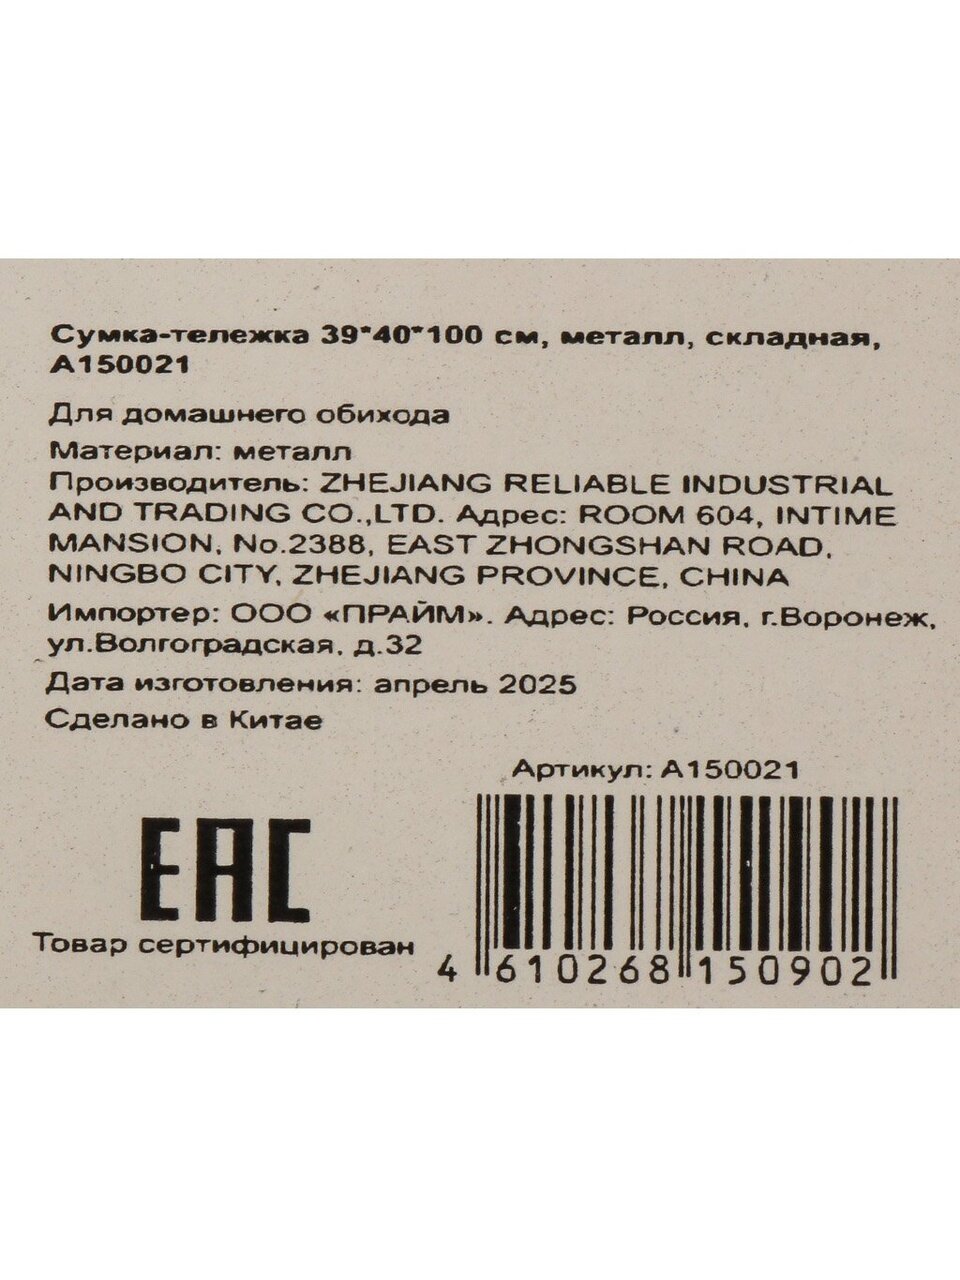 Сумка-тележка 39*40*100 см, металл, складная,
А150021
Для домашнего обихода
Материал: металл
Производитель: ZHEJIANG RELIABLE INDUSTRIAL
AND TRADING CO.,LTD. Адрес: ROOM 604, INTIME
MANSION, No.2388, EAST ZHONGSHAN ROAD,
NINGBO CITY, ZHEJIANG PROVINCE, CHINA
Импортер: ООО «ПРАЙМ». Адрес: Россия, г.Воронеж,
ул.Волгоградская, д.32
Дата изготовления: апрель 2025
Сделано в Китае
Артикул: А150021
EAC
Товар сертифицирован
4 610268 150902